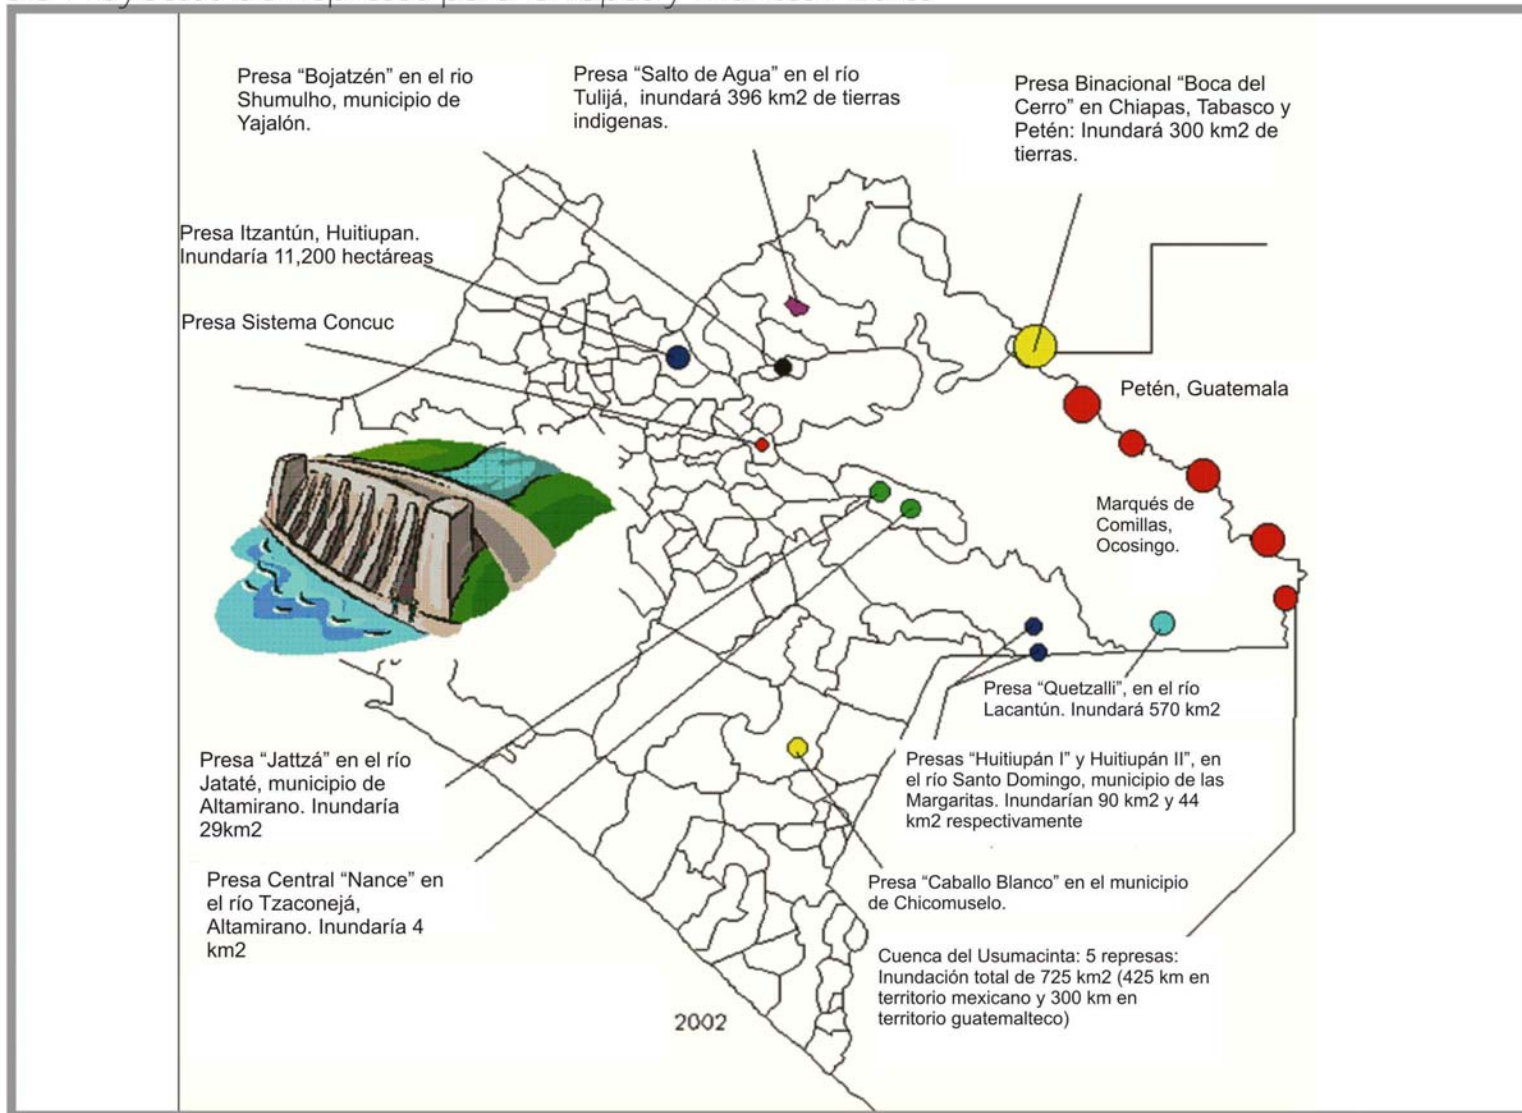 Presa “Bojatzén” en el rio
Shumulho, municipio de
Yajalón.
Presa “Salto de Agua” en el río
Tulijá, inundará 396 km2 de tierras
indigenas.
Presa Binacional “Boca del
Cerro” en Chiapas, Tabasco y
Petén: Inundará 300 km2 de
tierras.
Presa Itzantún, Huitiupan.
Inundaría 11,200 hectáreas
Presa Sistema Concuc
Petén, Guatemala
Marqués de
Comillas,
Ocosingo.
Presa “Quetzalli”, en el río
Lacantún. Inundará 570 km2
Presa “Jattzá” en el río
Jataté, municipio de
Altamirano. Inundaría
29km2
Presas “Huitiupán I” y Huitiupán II”, en
el río Santo Domingo, municipio de las
Margaritas. Inundarían 90 km2 y 44
km2 respectivamente
Presa Central “Nance” en
el río Tzaconejá,
Altamirano. Inundaría 4
km2
Presa “Caballo Blanco” en el municipio
de Chicomuselo.
Cuenca del Usumacinta: 5 represas:
Inundación total de 725 km2 (425 km en
territorio mexicano y 300 km en
territorio guatemalteco)
2002